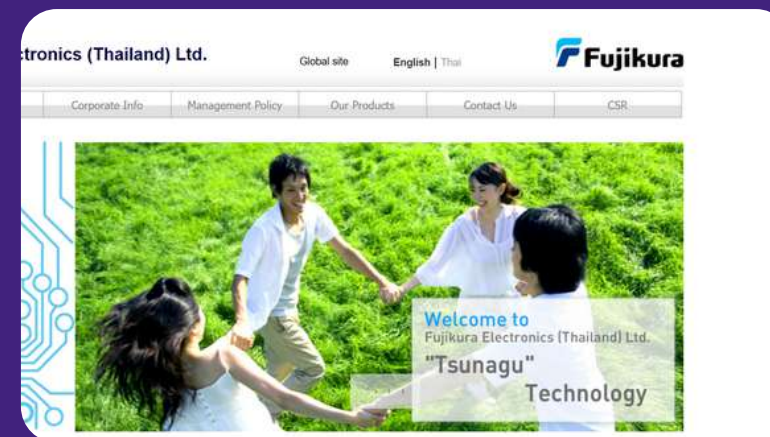 ctronics (Thailand) Ltd.
Global site English | Thai
Fujikura
Corporate Info Management Policy Our Products Contact Us CSR
Welcome to
Fujikura Electronics (Thailand) Ltd.
"Tsunagu"
Technology